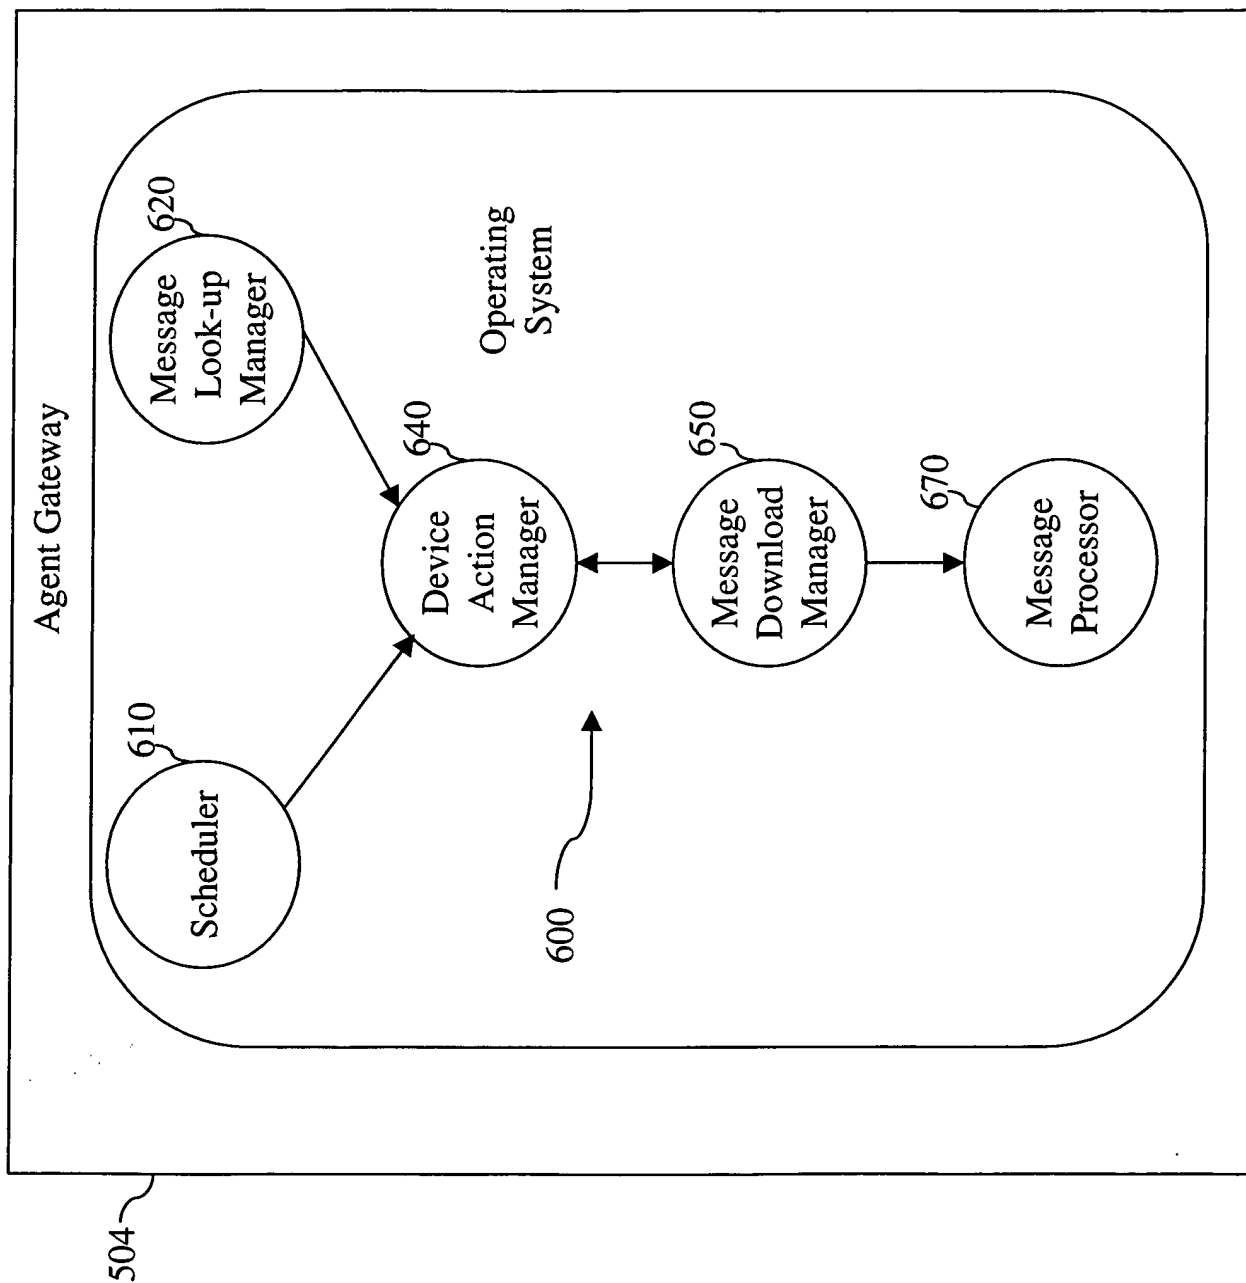 Agent Gateway
504
610
Scheduler
620
Message
Look-up
Manager
640
Device
Action
Manager
Operating
System
600
650
Message
Download
Manager
670
Message
Processor